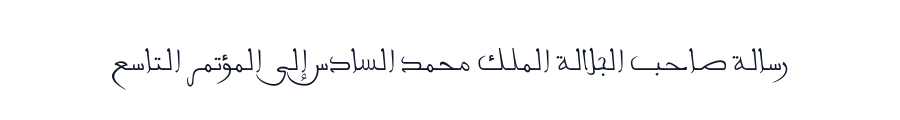 رسالة صاحب الجلالة الملك محمد السادس إلى المؤتمر التاسع